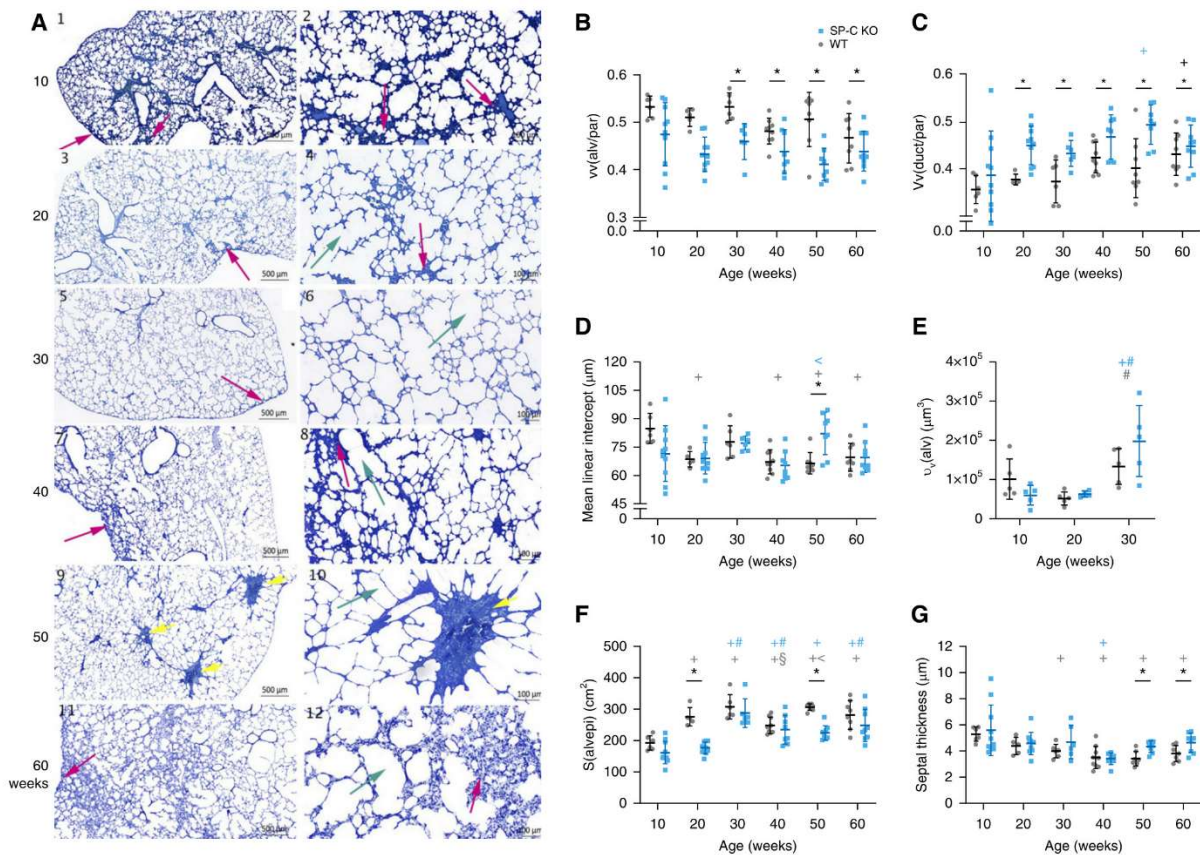 A
1
2
10
3
4
20
500 µm
100 µm
5
6
30
500 µm
100 µm
7
8
40
500 µm
100 µm
9
10
50
500 µm
100 µm
11
12
60
weeks
500 µm
100 µm
B
SP-C KO
WT
vv(alv/par)
0.6
0.5
0.4
0.3
0.0
* * * *
10 20 30 40 50 60
Age (weeks)
C
Vv(duct/par)
+
+
* * * * *
0.6
0.4
0.2
0.0
10 20 30 40 50 60
Age (weeks)
D
Mean linear intercept (µm)
120
105
90
75
60
45
0
<
+ + + +
*
10 20 30 40 50 60
Age (weeks)
E
υᵥ(alv) (µm³)
4×10⁵
3×10⁵
2×10⁵
1×10⁵
0
+#
#
10 20 30
Age (weeks)
F
S(alvepi) (cm²)
500
400
300
200
100
0
+# +# + +#
+ + +§ +< +
* *
10 20 30 40 50 60
Age (weeks)
G
Septal thickness (µm)
12
10
8
6
4
2
0
+
+ + + +
* *
10 20 30 40 50 60
Age (weeks)